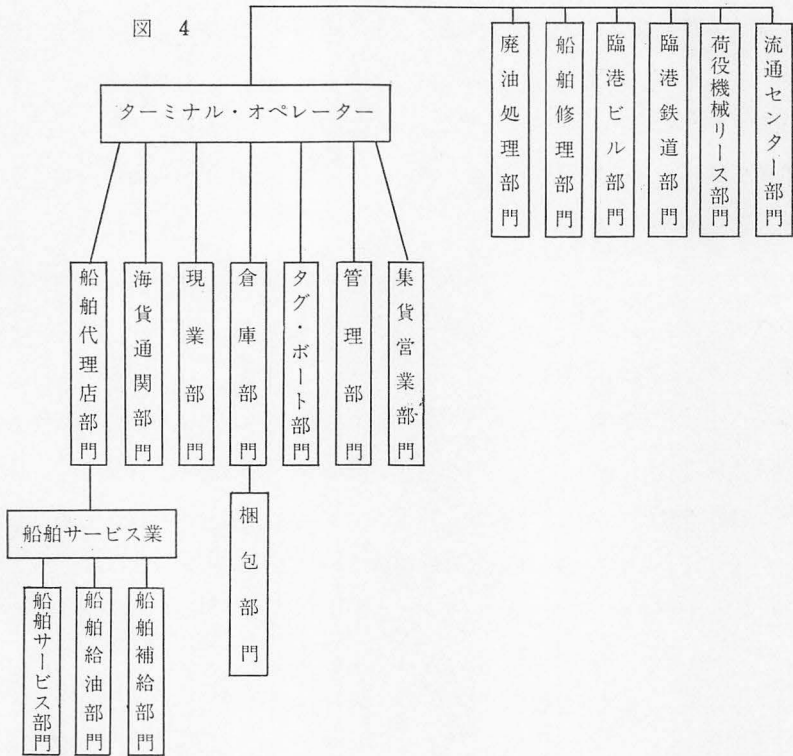 図 4
廃油処理部門
船舶修理部門
臨港ビル部門
臨港鉄道部門
荷役機械リース部門
流通センター部門
ターミナル・オペレーター
船舶代理店部門
海貨通関部門
現業部門
倉庫部門
タグ・ボート部門
管理部門
集貨営業部門
船舶サービス業
梱包部門
船舶サービス部門
船舶給油部門
船舶補給部門